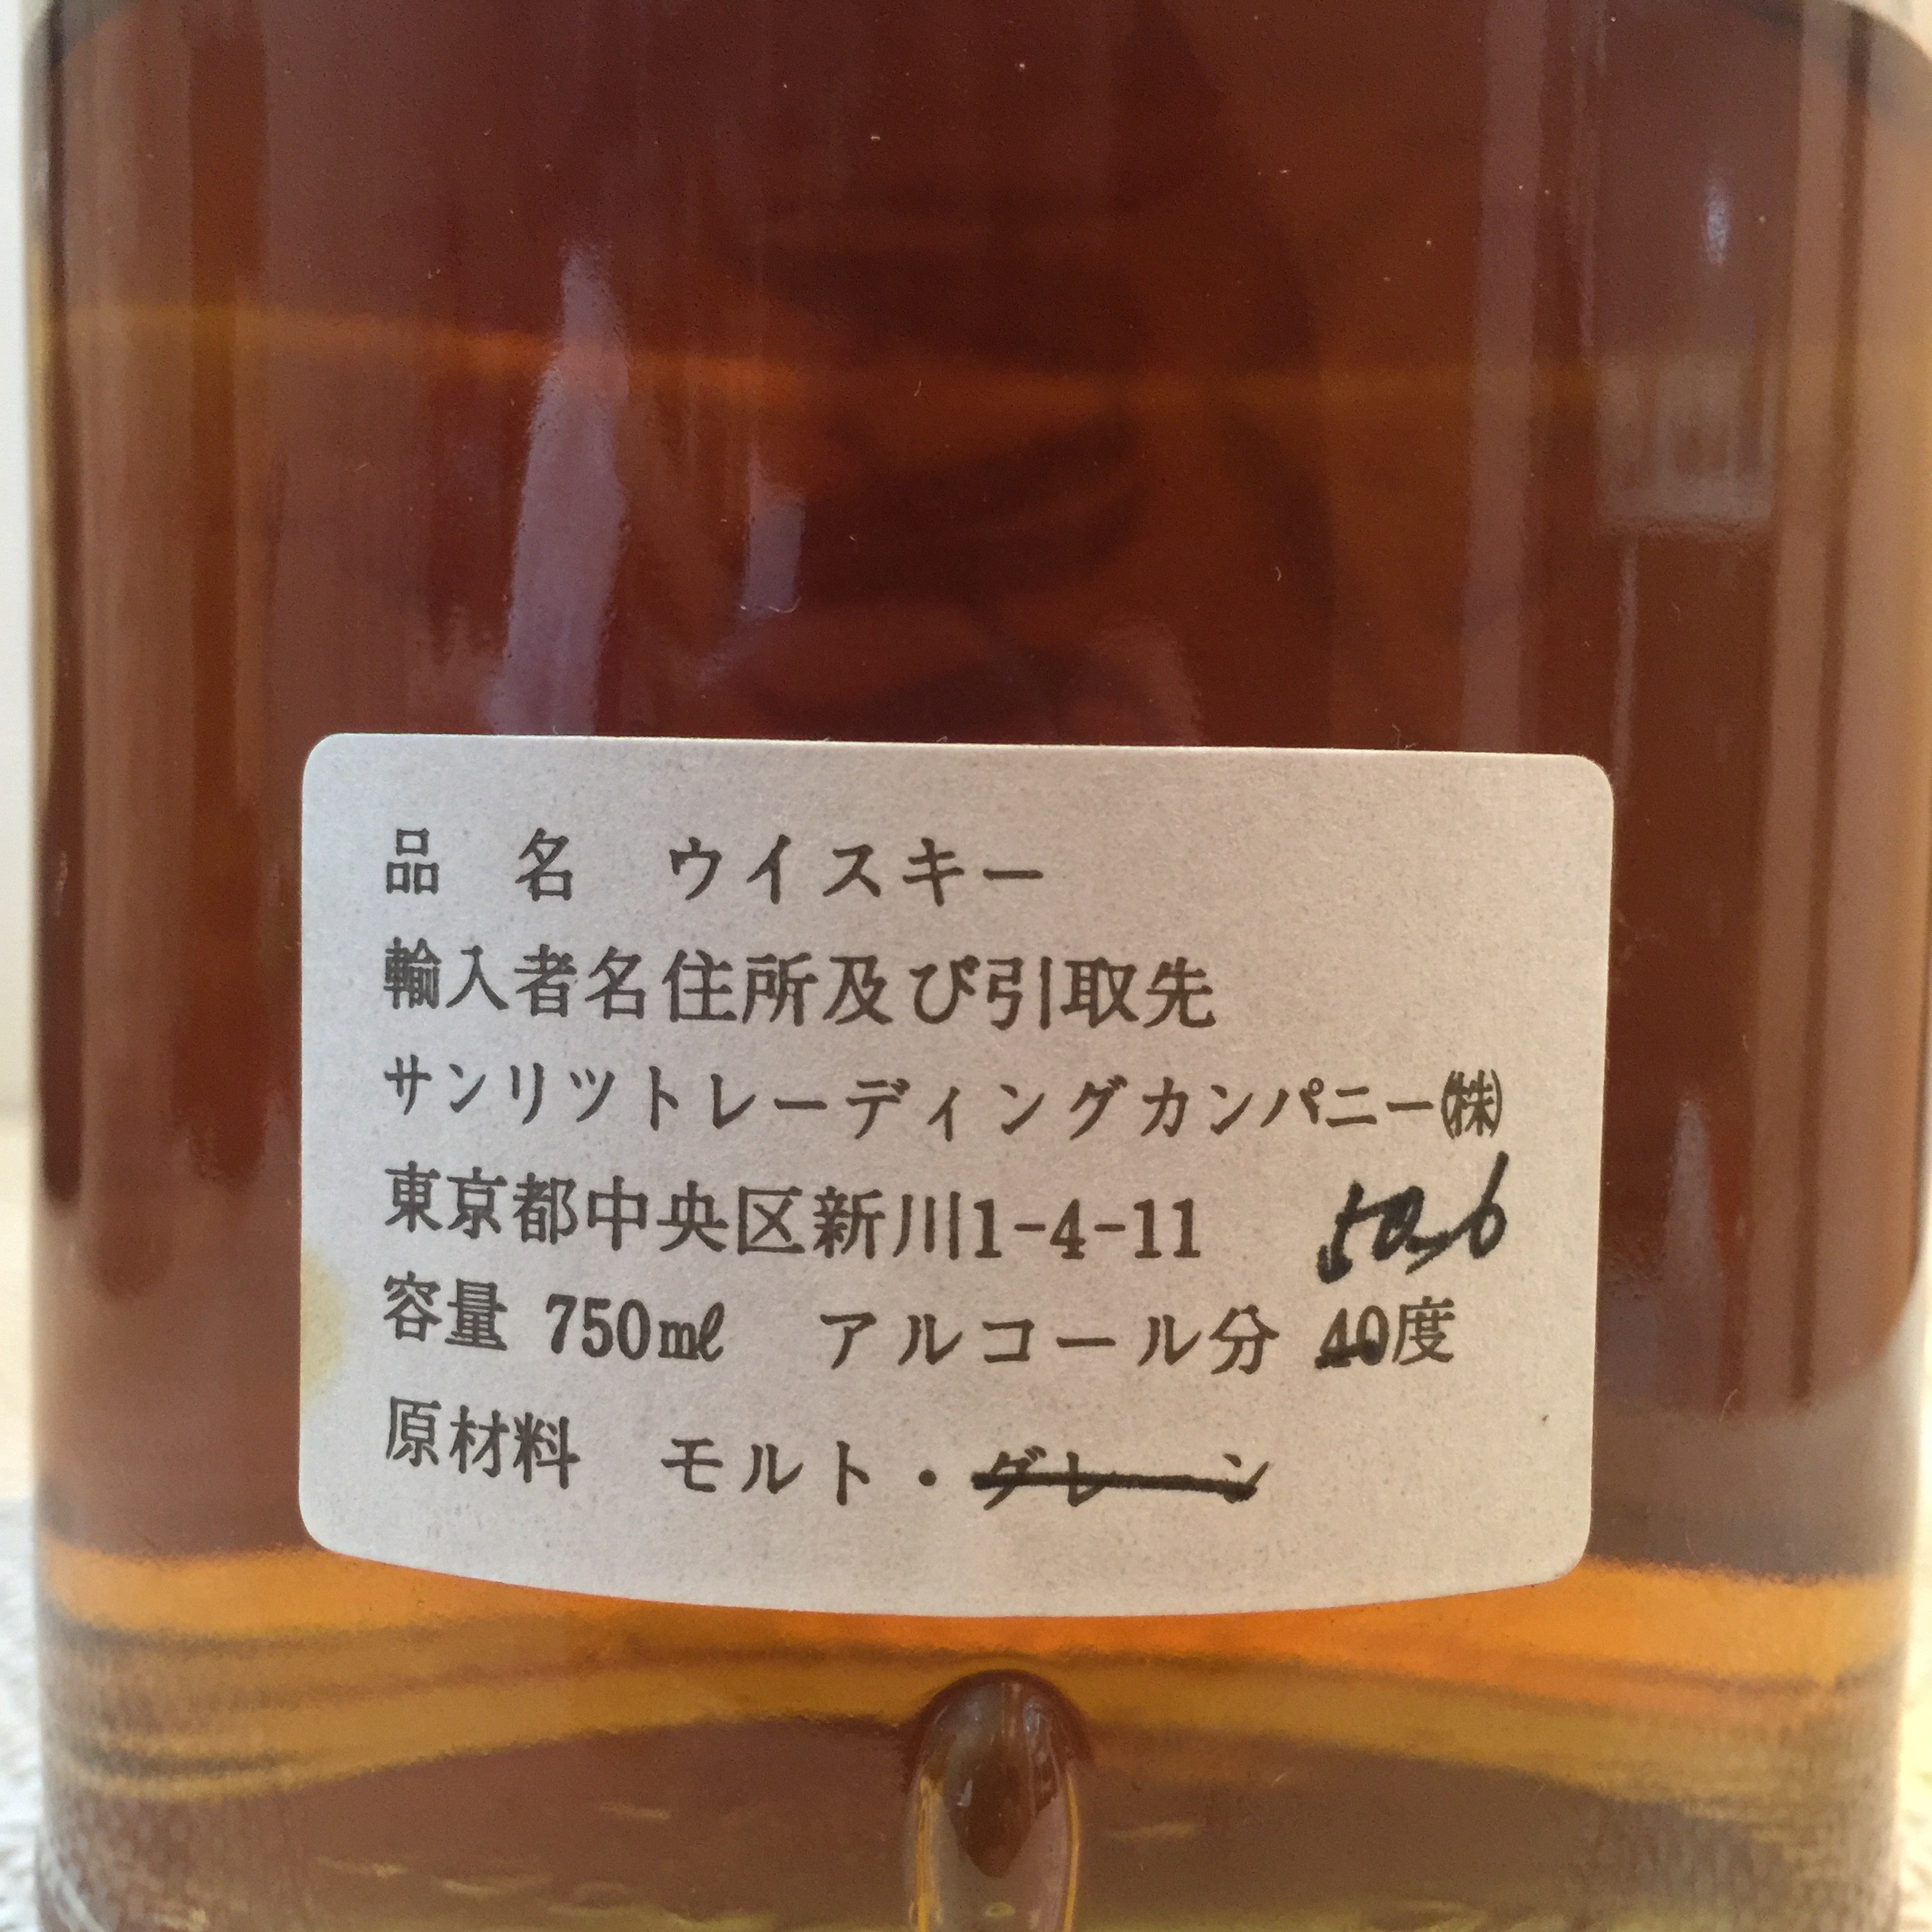 品 名 ウイスキー
輸入者名住所及び引取先
サンリツトレーディングカンパニー㈱
東京都中央区新川1-4-11
50.6
容量 750mℓ アルコール分 40度
原材料 モルト・グレーン